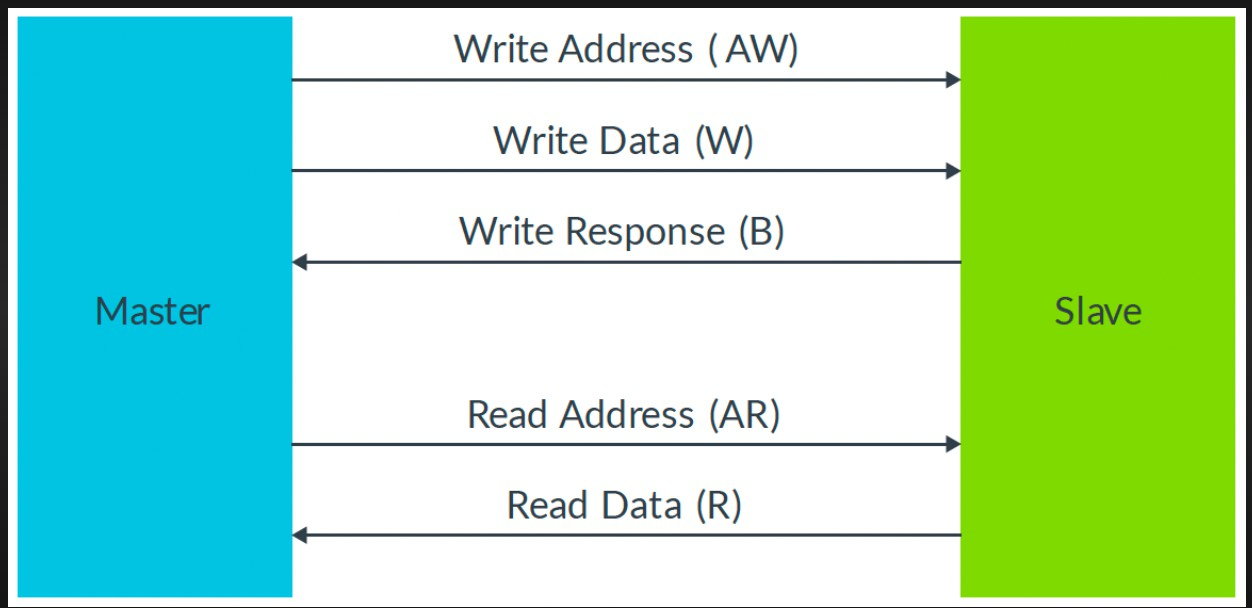 Write Address ( AW)
Write Data (W)
Write Response (B)
Master
Slave
Read Address (AR)
Read Data (R)